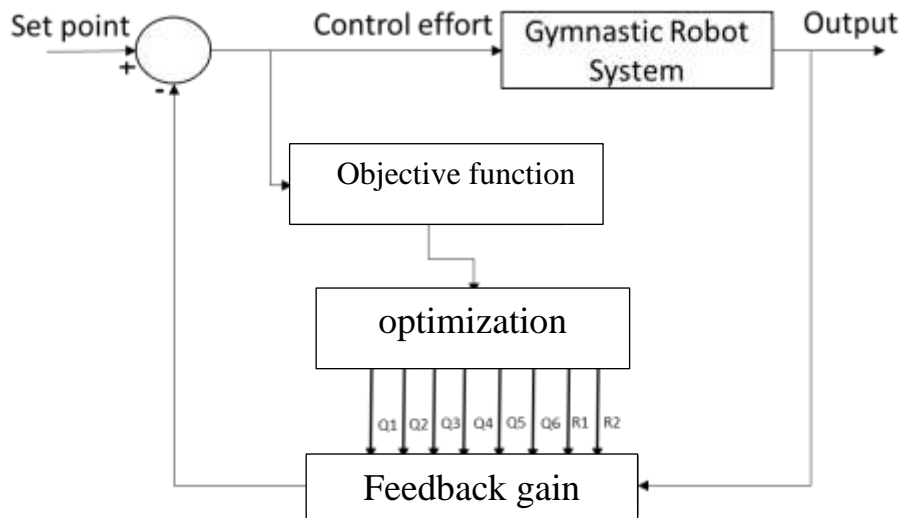 Set point
+
-
Control effort
Gymnastic Robot
System
Output
Objective function
optimization
Q1 Q2 Q3 Q4 Q5 Q6 R1 R2
Feedback gain